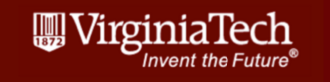 VirginiaTech
1872
Invent the Future®